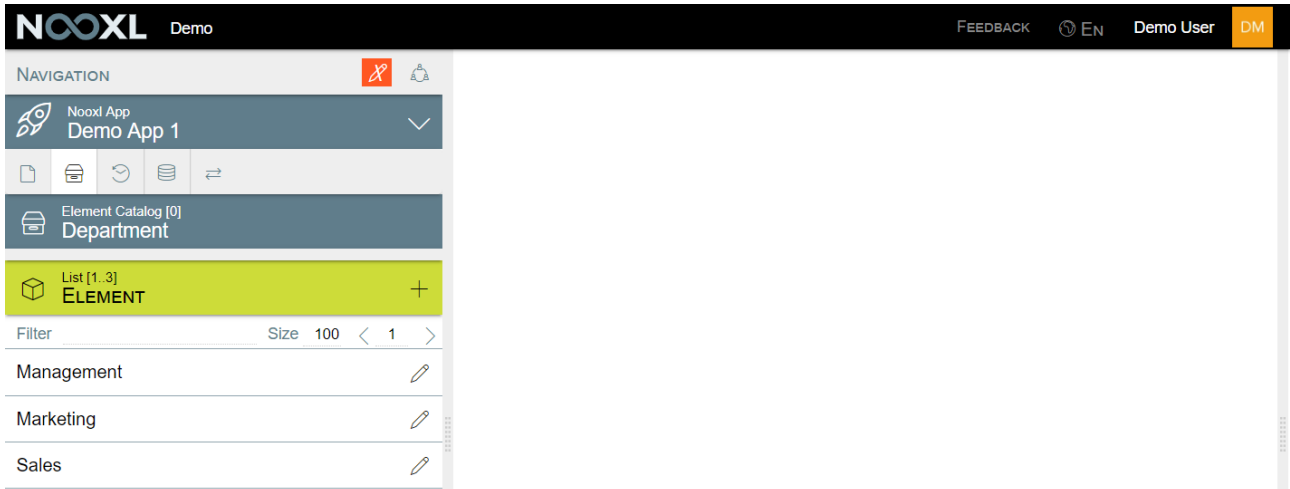 NOOXL Demo FEEDBACK EN Demo User DM
NAVIGATION
Nooxl App
Demo App 1
Element Catalog [0]
Department
List [1..3]
ELEMENT
Filter Size 100 1
Management
Marketing
Sales